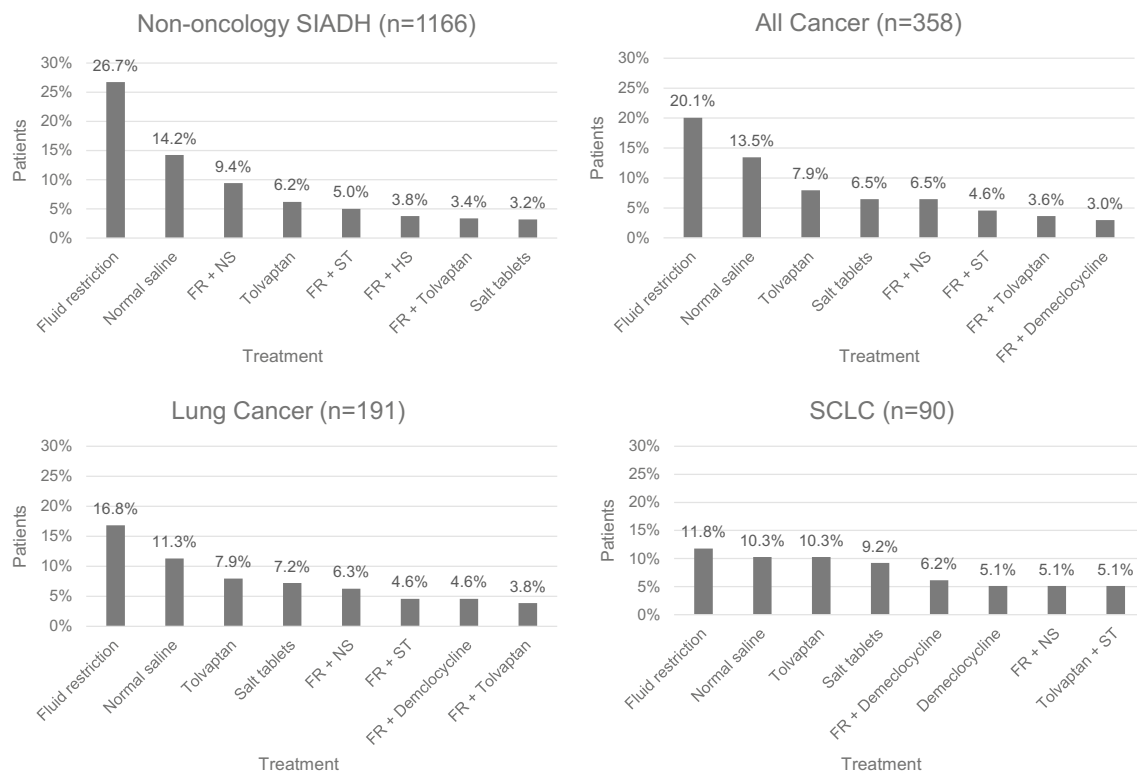 Non-oncology SIADH (n=1166)
Patients
30%
25%
20%
15%
10%
5%
0%
26.7%
14.2%
9.4%
6.2%
5.0%
3.8%
3.4%
3.2%
Fluid restriction
Normal saline
FR + NS
Tolvaptan
FR + ST
FR + HS
FR + Tolvaptan
Salt tablets
Treatment
All Cancer (n=358)
Patients
30%
25%
20%
15%
10%
5%
0%
20.1%
13.5%
7.9%
6.5%
6.5%
4.6%
3.6%
3.0%
Fluid restriction
Normal saline
Tolvaptan
Salt tablets
FR + NS
FR + ST
FR + Tolvaptan
FR + Demeclocycline
Treatment
Lung Cancer (n=191)
Patients
30%
25%
20%
15%
10%
5%
0%
16.8%
11.3%
7.9%
7.2%
6.3%
4.6%
4.6%
3.8%
Fluid restriction
Normal saline
Tolvaptan
Salt tablets
FR + NS
FR + ST
FR + Demclocycline
FR + Tolvaptan
Treatment
SCLC (n=90)
Patients
30%
25%
20%
15%
10%
5%
0%
11.8%
10.3%
10.3%
9.2%
6.2%
5.1%
5.1%
5.1%
Fluid restriction
Normal saline
Tolvaptan
Salt tablets
FR + Demeclocycline
Demeclocycline
FR + NS
Tolvaptan + ST
Treatment